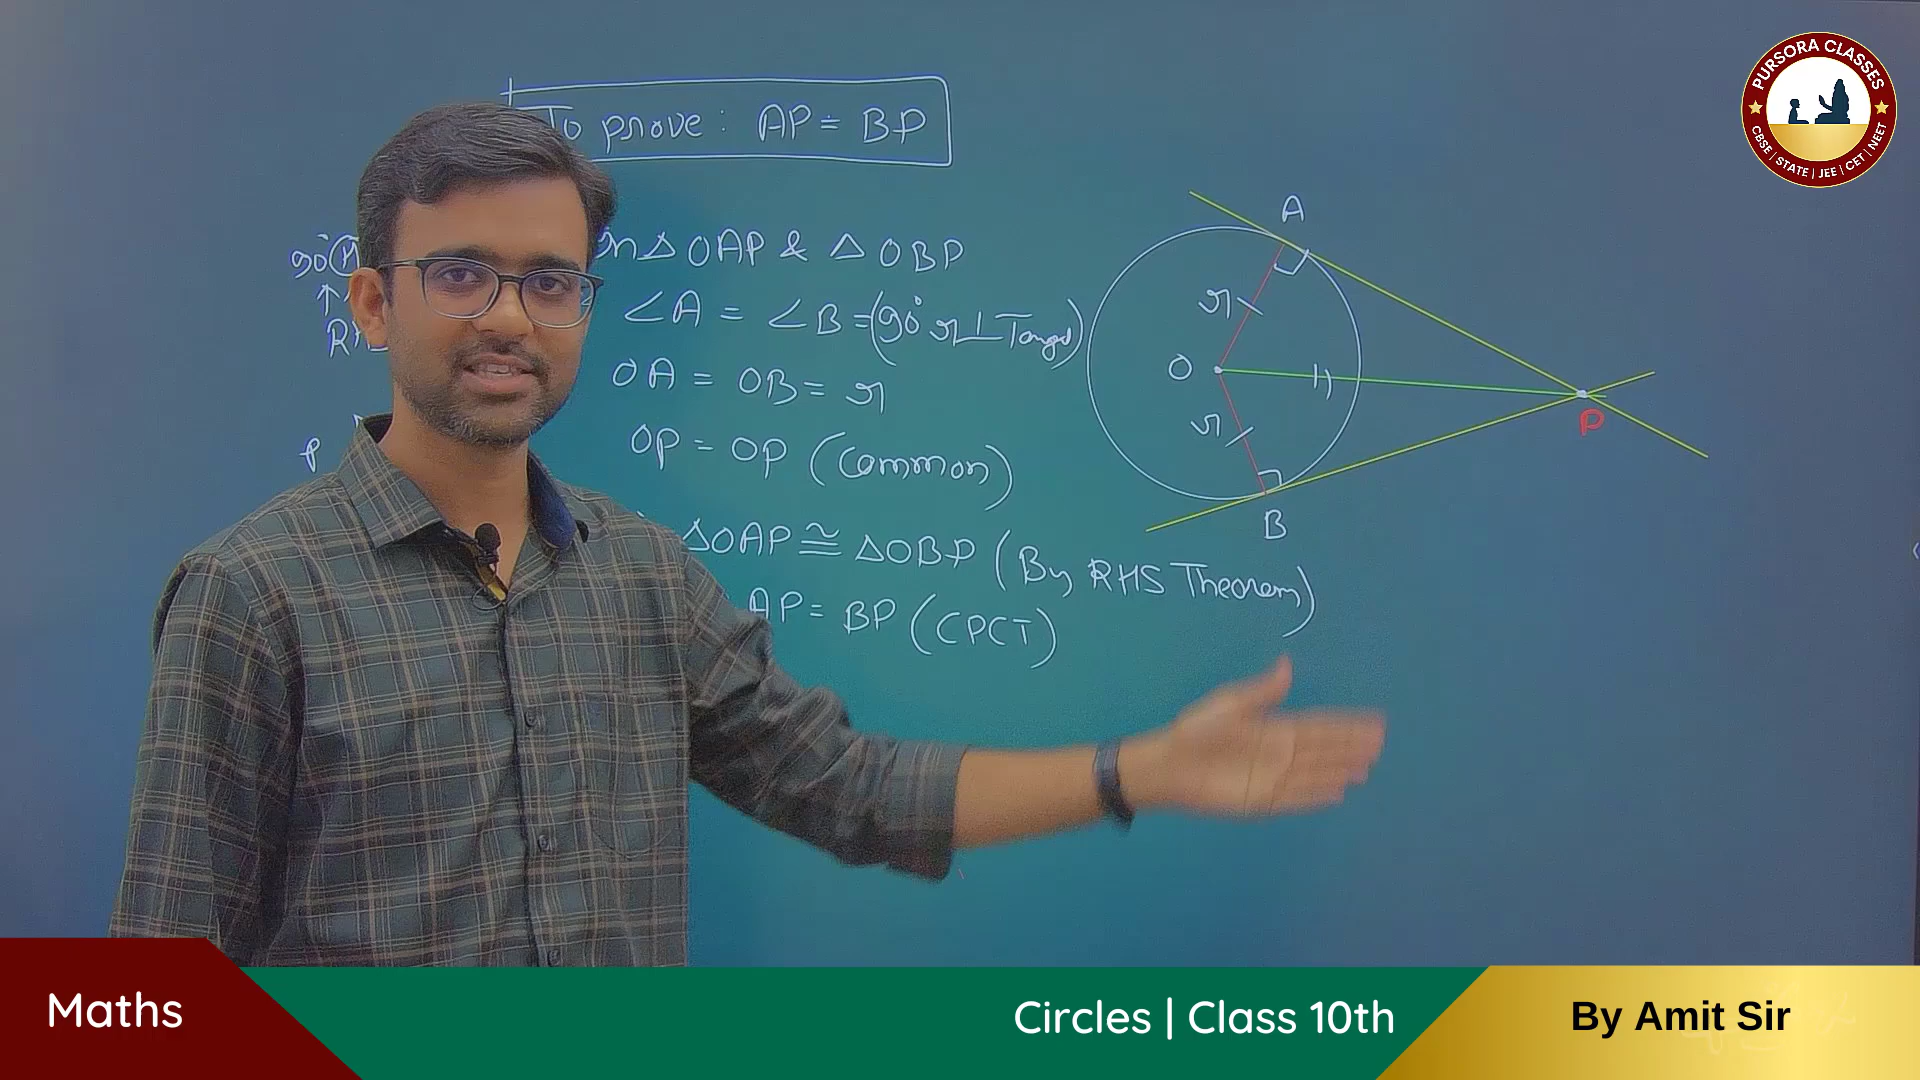 PURSORA CLASSES
CBSE | STATE | JEE | CET | NEET
To prove: AP = BP
In △OAP & △OBP
∠A = ∠B = (90° r ⊥ Tangent)
OA = OB = r
OP = OP (Common)
△OAP ≅ △OBP (By RHS Theorem)
AP = BP (CPCT)
90°
R
P
A
r
O
r
P
B
Maths
Circles | Class 10th
By Amit Sir